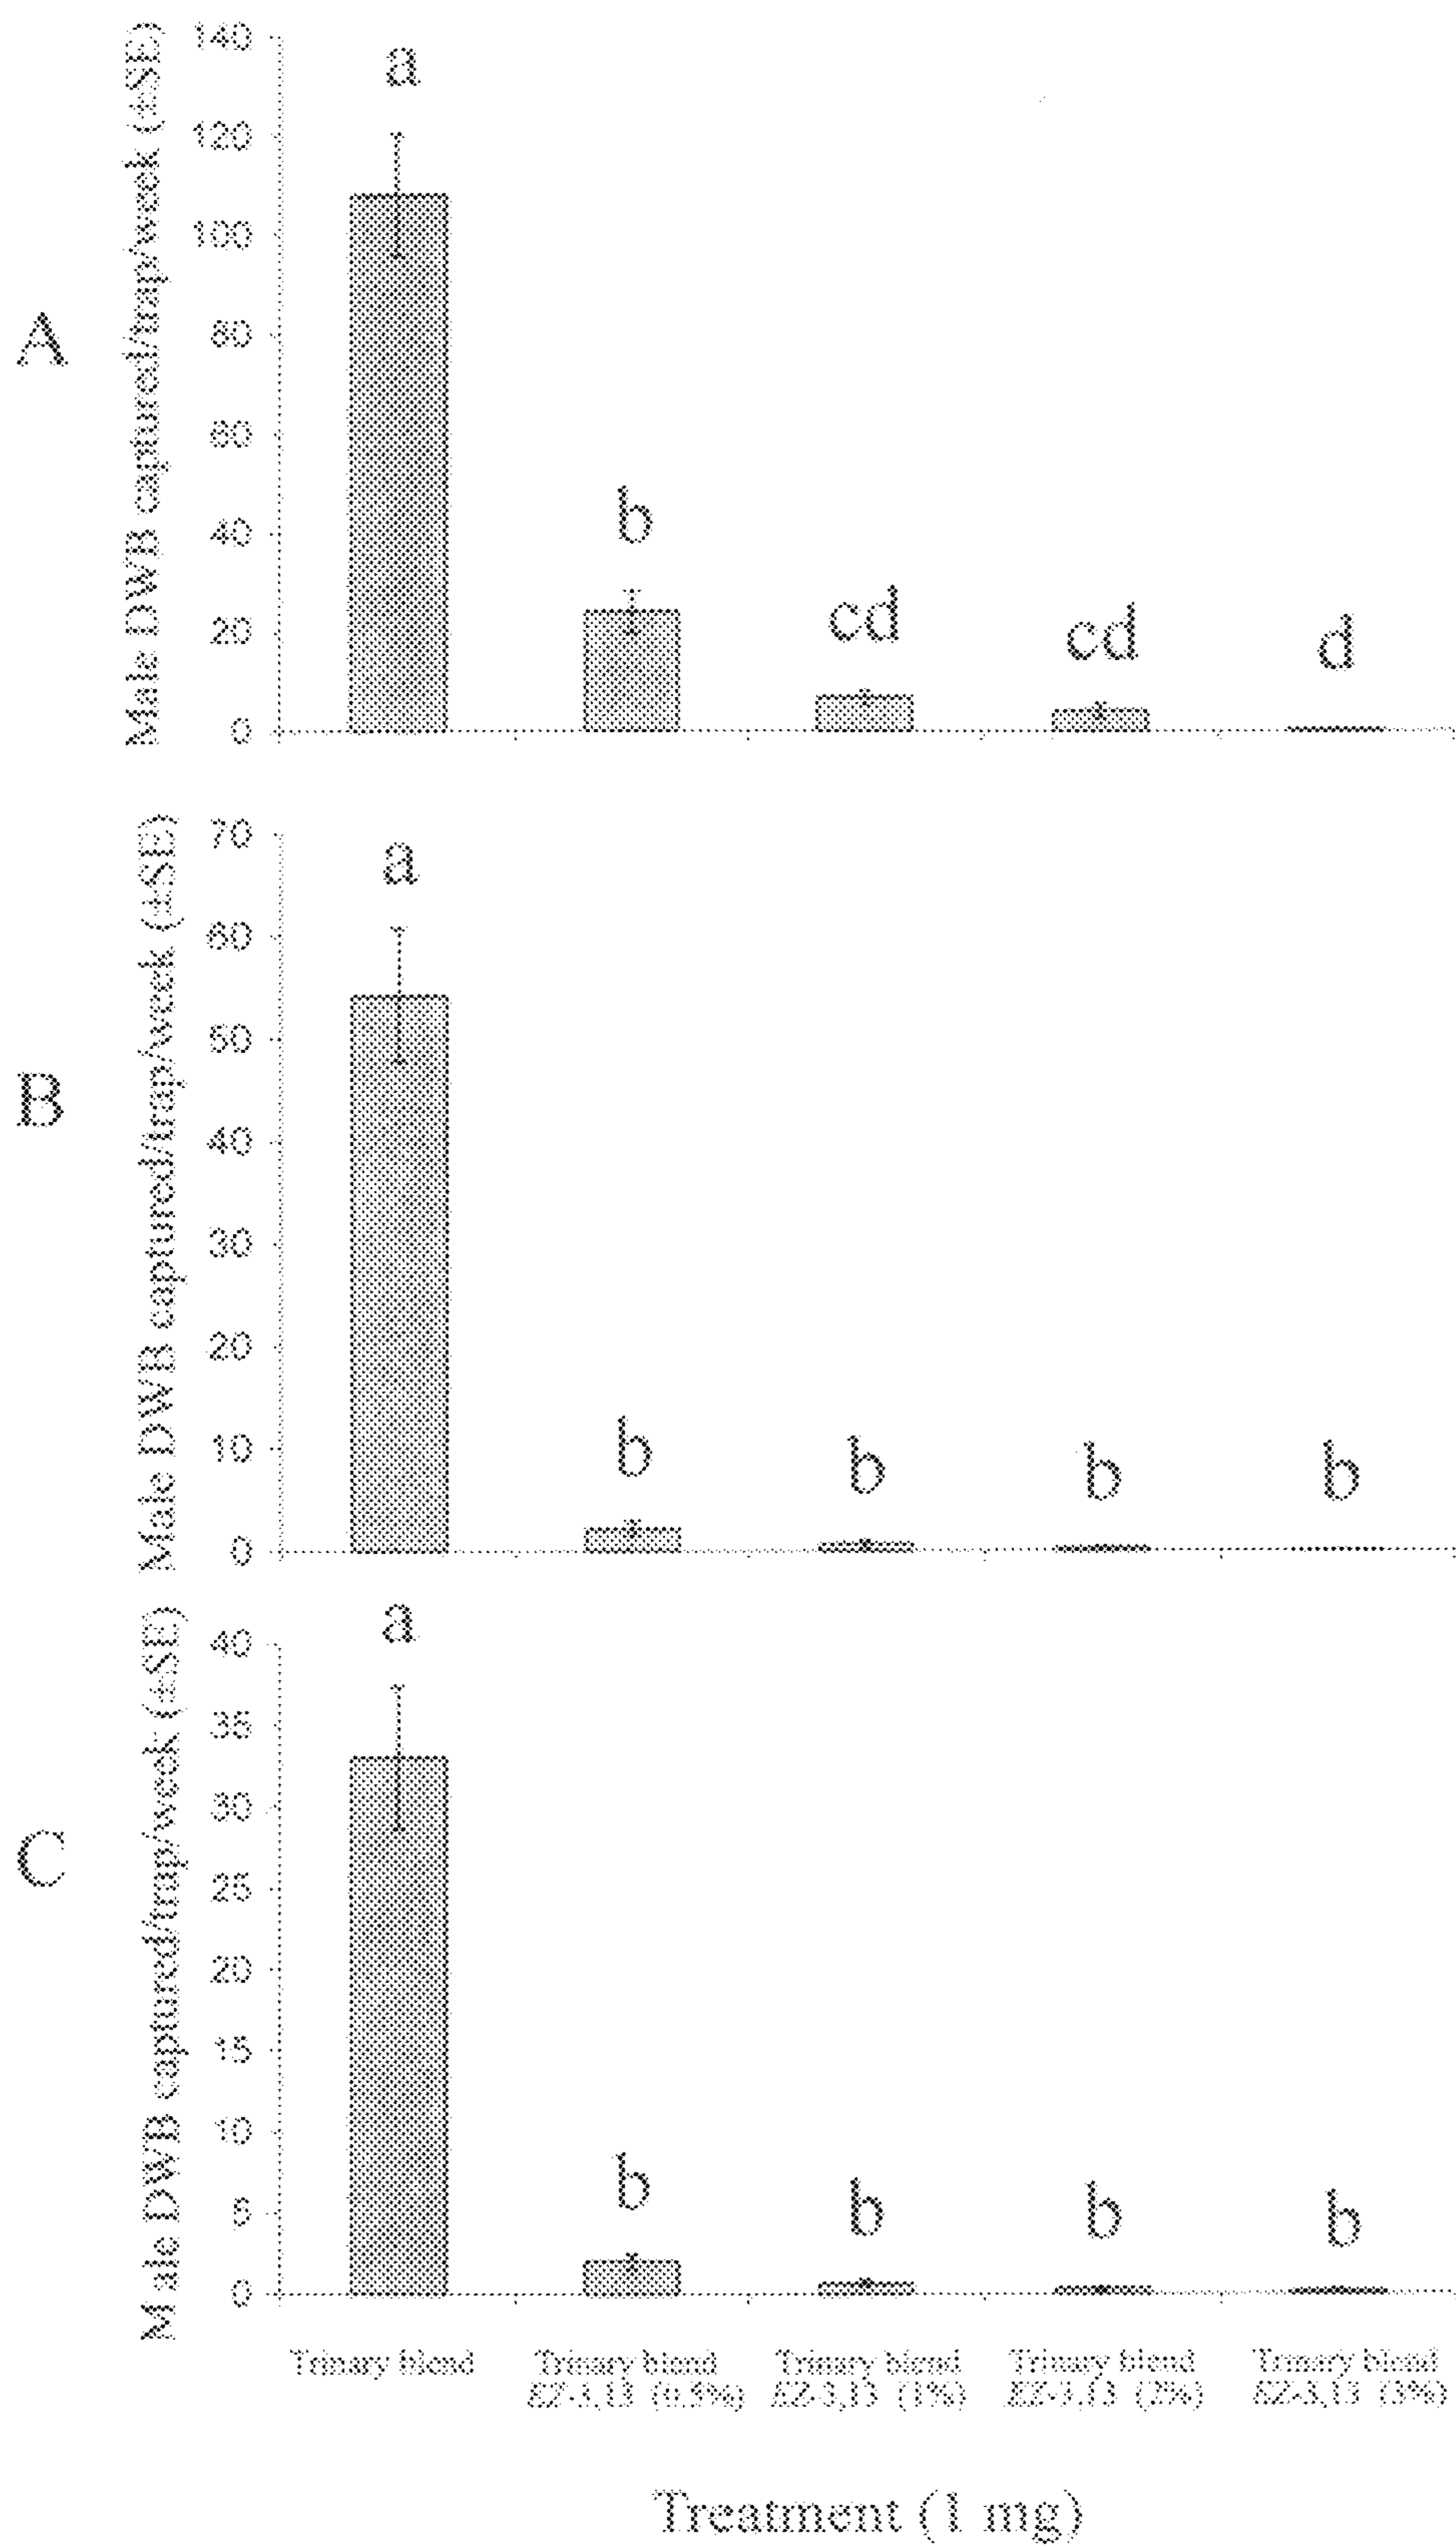 A
Male DWB captured/trap/week (±SE)
140
120
100
80
60
40
20
0
a
b
cd
cd
d
B
Male DWB captured/trap/week (±SE)
70
60
50
40
30
20
10
0
a
b
b
b
b
C
Male DWB captured/trap/week (±SE)
40
35
30
25
20
15
10
5
0
a
b
b
b
b
Trinary blend
Trinary blend
EZ-3,13 (0.5%)
Trinary blend
EZ-3,13 (1%)
Trinary blend
EZ-3,13 (2%)
Trinary blend
EZ-3,13
Treatment (1 mg)